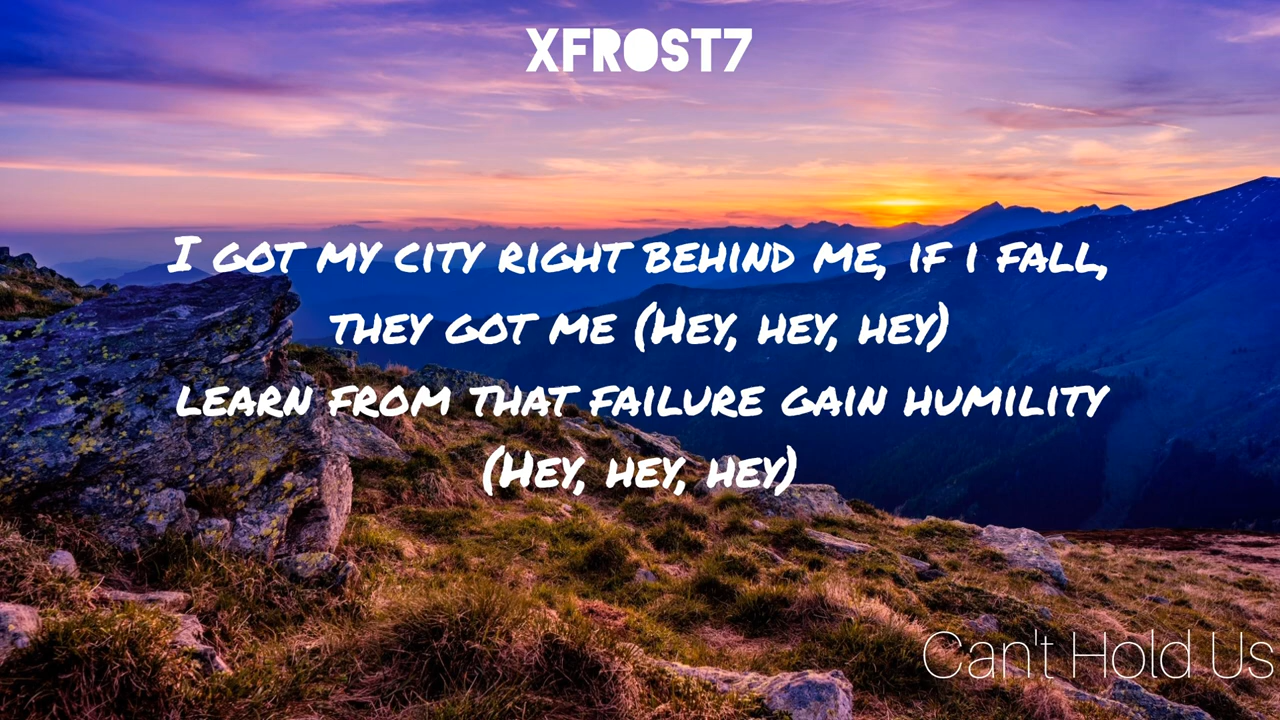 XFROST7
I GOT MY CITY RIGHT BEHIND ME, IF I FALL,
THEY GOT ME (HEY, HEY, HEY)
LEARN FROM THAT FAILURE GAIN HUMILITY
(HEY, HEY, HEY)
Can't Hold Us